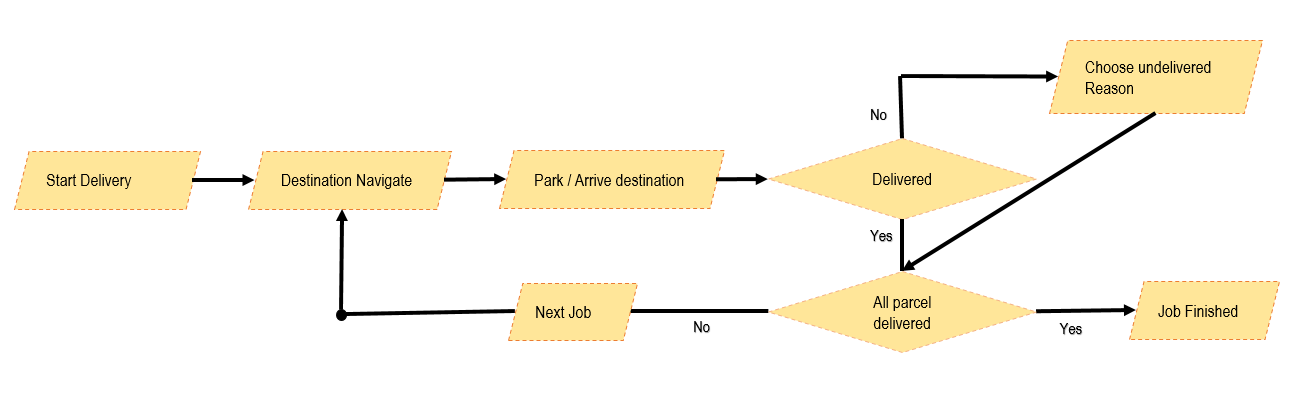 Choose undelivered
Reason
No
Start Delivery
Destination Navigate
Park / Arrive destination
Delivered
Yes
Next Job
No
All parcel
delivered
Yes
Job Finished